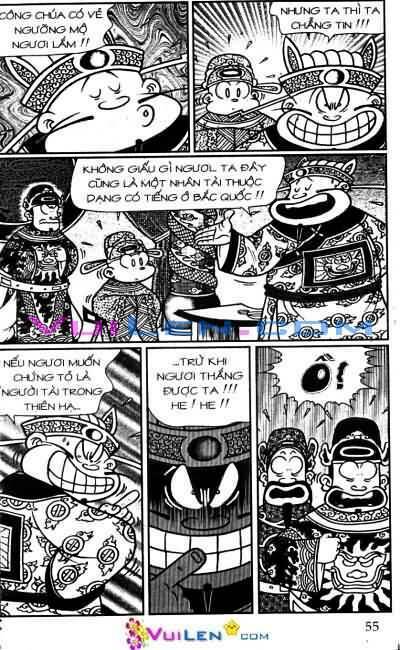 CÔNG CHÚA CÓ VẺ
NGƯỠNG MỘ
NGƯƠI LẮM !!
NHƯNG TA THÌ TA
CHẲNG TIN !!!
KHÔNG GIẤU GÌ NGƯƠI. TA ĐÂY
CŨNG LÀ MỘT NHÂN TÀI THUỘC
DẠNG CÓ TIẾNG Ở BẮC QUỐC !!
VUILEN.COM
NẾU NGƯƠI MUỐN
CHỨNG TỎ LÀ
NGƯỜI TÀI TRONG
THIÊN HẠ...
...TRỪ KHI
NGƯƠI THẮNG
ĐƯỢC TA !!!
HE ! HE !!
Ồ!
55
VUILEN.COM